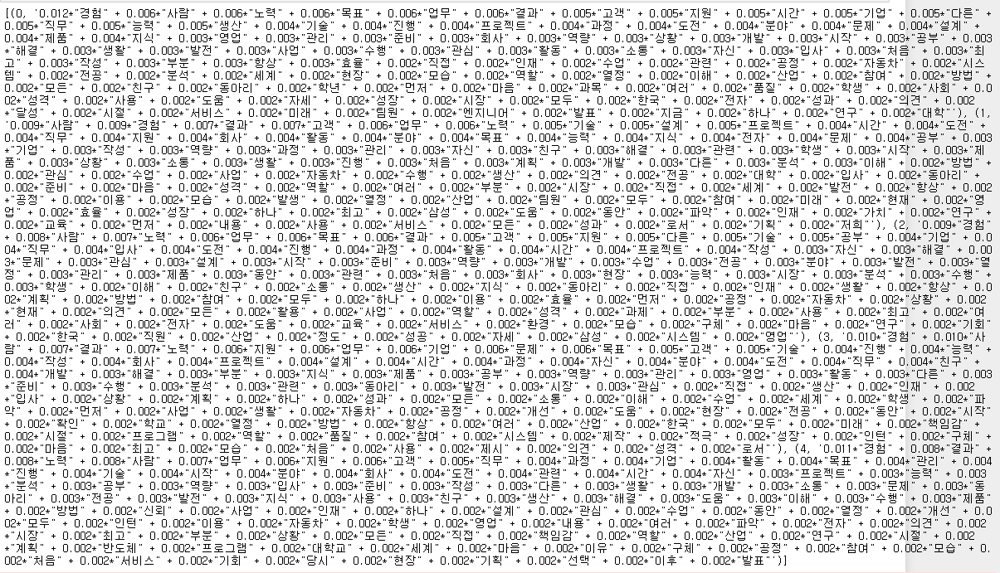 [(0, '0.012*"경험" + 0.006*"사람" + 0.006*"노력" + 0.006*"목표" + 0.006*"업무" + 0.006*"결과" + 0.005*"고객" + 0.005*"지원" + 0.005*"시간" + 0.005*"기업" + 0.005*"다른" +
0.005*"직무" + 0.005*"능력" + 0.005*"생산" + 0.004*"기술" + 0.004*"진행" + 0.004*"프로젝트" + 0.004*"과정" + 0.004*"도전" + 0.004*"분야" + 0.004*"문제" + 0.004*"설계" +
0.004*"제품" + 0.004*"지식" + 0.003*"영업" + 0.003*"관리" + 0.003*"준비" + 0.003*"회사" + 0.003*"역량" + 0.003*"상황" + 0.003*"개발" + 0.003*"시작" + 0.003*"공부" + 0.003
*"해결" + 0.003*"생활" + 0.003*"발전" + 0.003*"사업" + 0.003*"수행" + 0.003*"관심" + 0.003*"활동" + 0.003*"소통" + 0.003*"자신" + 0.003*"입사" + 0.003*"처음" + 0.003*"최
고" + 0.003*"작성" + 0.003*"부분" + 0.003*"향상" + 0.003*"효율" + 0.003*"직접" + 0.002*"인재" + 0.002*"수업" + 0.002*"관련" + 0.002*"공정" + 0.002*"자동차" + 0.002*"시스
템" + 0.002*"전공" + 0.002*"분석" + 0.002*"세계" + 0.002*"현장" + 0.002*"모습" + 0.002*"역할" + 0.002*"열정" + 0.002*"이해" + 0.002*"산업" + 0.002*"참여" + 0.002*"방법" +
0.002*"모든" + 0.002*"친구" + 0.002*"동아리" + 0.002*"학년" + 0.002*"먼저" + 0.002*"마음" + 0.002*"과목" + 0.002*"여러" + 0.002*"품질" + 0.002*"학생" + 0.002*"사회" + 0.0
02*"성격" + 0.002*"사용" + 0.002*"도움" + 0.002*"자세" + 0.002*"성장" + 0.002*"시장" + 0.002*"모두" + 0.002*"한국" + 0.002*"전자" + 0.002*"성과" + 0.002*"의견" + 0.002
*"달성" + 0.002*"시절" + 0.002*"서비스" + 0.002*"미래" + 0.002*"팀원" + 0.002*"엔지니어" + 0.002*"발표" + 0.002*"지금" + 0.002*"하나" + 0.002*"연구" + 0.002*"대학"'), (1,
'0.009*"사람" + 0.009*"경험" + 0.007*"결과" + 0.007*"고객" + 0.006*"업무" + 0.006*"노력" + 0.005*"기술" + 0.005*"설계" + 0.005*"프로젝트" + 0.004*"시간" + 0.004*"도전" +
0.004*"직무" + 0.004*"지원" + 0.004*"회사" + 0.004*"활동" + 0.004*"분야" + 0.004*"목표" + 0.004*"능력" + 0.004*"지식" + 0.004*"전자" + 0.004*"문제" + 0.004*"공부" + 0.003
*"기업" + 0.003*"작성" + 0.003*"역량" + 0.003*"과정" + 0.003*"관리" + 0.003*"자신" + 0.003*"친구" + 0.003*"해결" + 0.003*"관련" + 0.003*"학생" + 0.003*"시작" + 0.003*"제
품" + 0.003*"상황" + 0.003*"소통" + 0.003*"생활" + 0.003*"진행" + 0.003*"처음" + 0.003*"계획" + 0.003*"개발" + 0.003*"다른" + 0.003*"분석" + 0.003*"이해" + 0.002*"방법" +
0.002*"관심" + 0.002*"수업" + 0.002*"사업" + 0.002*"자동차" + 0.002*"수행" + 0.002*"생산" + 0.002*"의견" + 0.002*"전공" + 0.002*"대학" + 0.002*"입사" + 0.002*"동아리" +
0.002*"준비" + 0.002*"마음" + 0.002*"성격" + 0.002*"역할" + 0.002*"여러" + 0.002*"부분" + 0.002*"시장" + 0.002*"직접" + 0.002*"세계" + 0.002*"발전" + 0.002*"향상" + 0.002
*"공정" + 0.002*"이용" + 0.002*"모습" + 0.002*"발생" + 0.002*"열정" + 0.002*"산업" + 0.002*"팀원" + 0.002*"모두" + 0.002*"참여" + 0.002*"미래" + 0.002*"현재" + 0.002*"영
업" + 0.002*"효율" + 0.002*"성장" + 0.002*"하나" + 0.002*"최고" + 0.002*"삼성" + 0.002*"도움" + 0.002*"동안" + 0.002*"파악" + 0.002*"인재" + 0.002*"가치" + 0.002*"연구" +
0.002*"교육" + 0.002*"먼저" + 0.002*"내용" + 0.002*"사용" + 0.002*"서비스" + 0.002*"모든" + 0.002*"성과" + 0.002*"로서" + 0.002*"기획" + 0.002*"저희"'), (2, '0.009*"경험"
+ 0.008*"사람" + 0.007*"노력" + 0.006*"업무" + 0.006*"목표" + 0.006*"결과" + 0.005*"고객" + 0.005*"지원" + 0.005*"다른" + 0.005*"기술" + 0.005*"공부" + 0.004*"기업" + 0.0
04*"직무" + 0.004*"입사" + 0.004*"도전" + 0.004*"진행" + 0.004*"과정" + 0.004*"활동" + 0.004*"시간" + 0.004*"프로젝트" + 0.004*"작성" + 0.003*"자신" + 0.003*"해결" + 0.00
3*"문제" + 0.003*"관심" + 0.003*"설계" + 0.003*"시작" + 0.003*"준비" + 0.003*"역량" + 0.003*"개발" + 0.003*"수업" + 0.003*"전공" + 0.003*"분야" + 0.003*"발전" + 0.003*"열
정" + 0.003*"관리" + 0.003*"제품" + 0.003*"동안" + 0.003*"관련" + 0.003*"처음" + 0.003*"회사" + 0.003*"현장" + 0.003*"능력" + 0.003*"시장" + 0.003*"분석" + 0.003*"수행" +
0.003*"학생" + 0.002*"이해" + 0.002*"친구" + 0.002*"소통" + 0.002*"생산" + 0.002*"지식" + 0.002*"동아리" + 0.002*"직접" + 0.002*"인재" + 0.002*"생활" + 0.002*"향상" + 0.0
02*"계획" + 0.002*"방법" + 0.002*"참여" + 0.002*"모두" + 0.002*"하나" + 0.002*"이용" + 0.002*"효율" + 0.002*"먼저" + 0.002*"공정" + 0.002*"자동차" + 0.002*"상황" + 0.002
*"현재" + 0.002*"의견" + 0.002*"모든" + 0.002*"활용" + 0.002*"사업" + 0.002*"역할" + 0.002*"성격" + 0.002*"과제" + 0.002*"부분" + 0.002*"사용" + 0.002*"최고" + 0.002*"여
러" + 0.002*"사회" + 0.002*"전자" + 0.002*"도움" + 0.002*"교육" + 0.002*"서비스" + 0.002*"환경" + 0.002*"모습" + 0.002*"구체" + 0.002*"마음" + 0.002*"연구" + 0.002*"기회"
+ 0.002*"한국" + 0.002*"직원" + 0.002*"산업" + 0.002*"정도" + 0.002*"성공" + 0.002*"자세" + 0.002*"삼성" + 0.002*"시스템" + 0.002*"영업"'), (3, '0.010*"경험" + 0.010*"사
람" + 0.007*"결과" + 0.007*"노력" + 0.006*"지원" + 0.006*"업무" + 0.006*"기업" + 0.006*"문제" + 0.006*"목표" + 0.005*"고객" + 0.005*"기술" + 0.004*"진행" + 0.004*"능력" +
0.004*"작성" + 0.004*"회사" + 0.004*"프로젝트" + 0.004*"설계" + 0.004*"시간" + 0.004*"과정" + 0.004*"자신" + 0.004*"분야" + 0.004*"도전" + 0.004*"직무" + 0.004*"친구" +
0.004*"개발" + 0.003*"해결" + 0.003*"부분" + 0.003*"지식" + 0.003*"제품" + 0.003*"공부" + 0.003*"역량" + 0.003*"관리" + 0.003*"영업" + 0.003*"활동" + 0.003*"다른" + 0.003
*"준비" + 0.003*"수행" + 0.003*"분석" + 0.003*"관련" + 0.003*"동아리" + 0.003*"발전" + 0.003*"시장" + 0.003*"관심" + 0.002*"직접" + 0.002*"생산" + 0.002*"인재" + 0.002
*"입사" + 0.002*"상황" + 0.002*"계획" + 0.002*"하나" + 0.002*"성과" + 0.002*"모든" + 0.002*"소통" + 0.002*"이해" + 0.002*"수업" + 0.002*"세계" + 0.002*"학생" + 0.002*"파
악" + 0.002*"먼저" + 0.002*"사업" + 0.002*"생활" + 0.002*"자동차" + 0.002*"공정" + 0.002*"개선" + 0.002*"도움" + 0.002*"현장" + 0.002*"전공" + 0.002*"동안" + 0.002*"시작"
+ 0.002*"확인" + 0.002*"학교" + 0.002*"열정" + 0.002*"방법" + 0.002*"향상" + 0.002*"여러" + 0.002*"산업" + 0.002*"한국" + 0.002*"모두" + 0.002*"미래" + 0.002*"책임감" +
0.002*"시절" + 0.002*"프로그램" + 0.002*"역할" + 0.002*"품질" + 0.002*"참여" + 0.002*"시스템" + 0.002*"제작" + 0.002*"적극" + 0.002*"성장" + 0.002*"인턴" + 0.002*"구체" +
0.002*"마음" + 0.002*"최고" + 0.002*"모습" + 0.002*"처음" + 0.002*"사용" + 0.002*"제시" + 0.002*"의견" + 0.002*"성격" + 0.002*"로서"'), (4, '0.011*"경험" + 0.008*"결과" +
0.008*"노력" + 0.008*"사람" + 0.007*"업무" + 0.006*"지원" + 0.006*"고객" + 0.005*"직무" + 0.004*"과정" + 0.004*"기업" + 0.004*"활동" + 0.004*"목표" + 0.004*"관리" + 0.004*
"진행" + 0.004*"기술" + 0.004*"시작" + 0.004*"분야" + 0.004*"회사" + 0.004*"도전" + 0.004*"관련" + 0.004*"시간" + 0.004*"자신" + 0.003*"프로젝트" + 0.003*"능력" + 0.003
*"분석" + 0.003*"공부" + 0.003*"역량" + 0.003*"입사" + 0.003*"준비" + 0.003*"작성" + 0.003*"다른" + 0.003*"생활" + 0.003*"개발" + 0.003*"소통" + 0.003*"문제" + 0.003*"동
아리" + 0.003*"전공" + 0.003*"발전" + 0.003*"지식" + 0.003*"사용" + 0.003*"친구" + 0.003*"생산" + 0.003*"해결" + 0.003*"도움" + 0.003*"이해" + 0.003*"수행" + 0.003*"제품"
+ 0.002*"방법" + 0.002*"신뢰" + 0.002*"사업" + 0.002*"인재" + 0.002*"하나" + 0.002*"설계" + 0.002*"관심" + 0.002*"수업" + 0.002*"동안" + 0.002*"열정" + 0.002*"개선" + 0.0
02*"모두" + 0.002*"인턴" + 0.002*"이용" + 0.002*"자동차" + 0.002*"학생" + 0.002*"영업" + 0.002*"내용" + 0.002*"여러" + 0.002*"파악" + 0.002*"전자" + 0.002*"의견" + 0.002
*"시장" + 0.002*"최고" + 0.002*"부분" + 0.002*"상황" + 0.002*"모든" + 0.002*"직접" + 0.002*"책임감" + 0.002*"역할" + 0.002*"산업" + 0.002*"연구" + 0.002*"시절" + 0.002
*"계획" + 0.002*"반도체" + 0.002*"프로그램" + 0.002*"대학교" + 0.002*"세계" + 0.002*"마음" + 0.002*"이유" + 0.002*"구체" + 0.002*"공정" + 0.002*"참여" + 0.002*"모습" + 0.
002*"처음" + 0.002*"서비스" + 0.002*"기회" + 0.002*"당시" + 0.002*"현장" + 0.002*"기획" + 0.002*"선택" + 0.002*"이후" + 0.002*"발표"')]